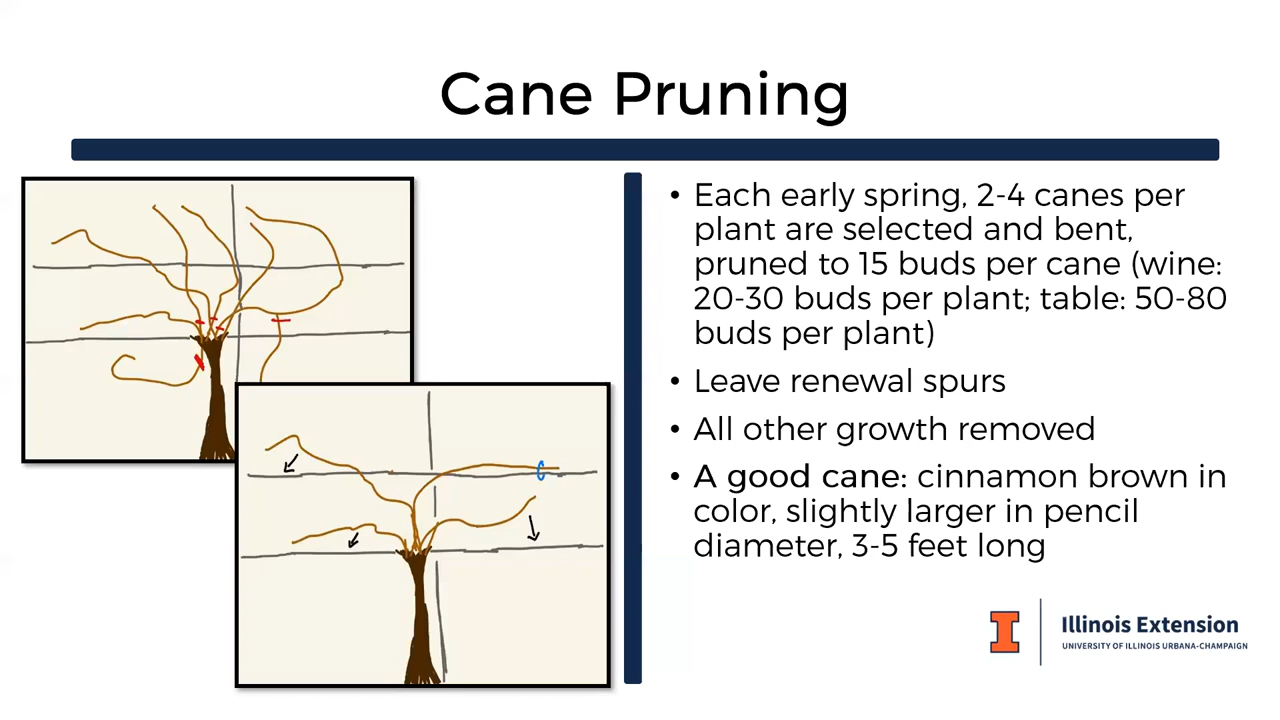 Cane Pruning
• Each early spring, 2-4 canes per
plant are selected and bent,
pruned to 15 buds per cane (wine:
20-30 buds per plant; table: 50-80
buds per plant)
• Leave renewal spurs
• All other growth removed
• A good cane: cinnamon brown in
color, slightly larger in pencil
diameter, 3-5 feet long
I
Illinois Extension
UNIVERSITY OF ILLINOIS URBANA-CHAMPAIGN